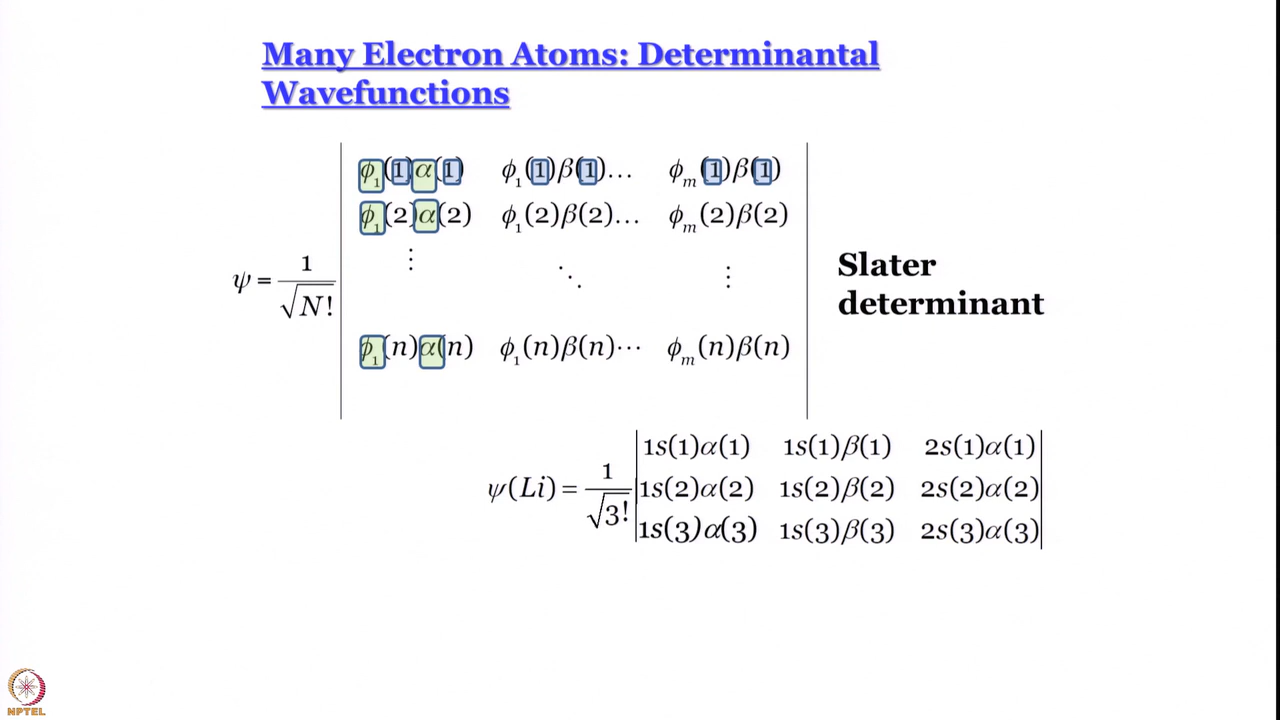 Many Electron Atoms: Determinantal
Wavefunctions
ϕ₁(1)α(1) ϕ₁(1)β(1)… ϕₘ(1)β(1)
ϕ₁(2)α(2) ϕ₁(2)β(2)… ϕₘ(2)β(2)
⋮ ⋱ ⋮
ψ = 1/√N!
ϕ₁(n)α(n) ϕ₁(n)β(n)⋯ ϕₘ(n)β(n)
Slater
determinant
1s(1)α(1) 1s(1)β(1) 2s(1)α(1)
ψ(Li) = 1/√3! 1s(2)α(2) 1s(2)β(2) 2s(2)α(2)
1s(3)α(3) 1s(3)β(3) 2s(3)α(3)
NPTEL